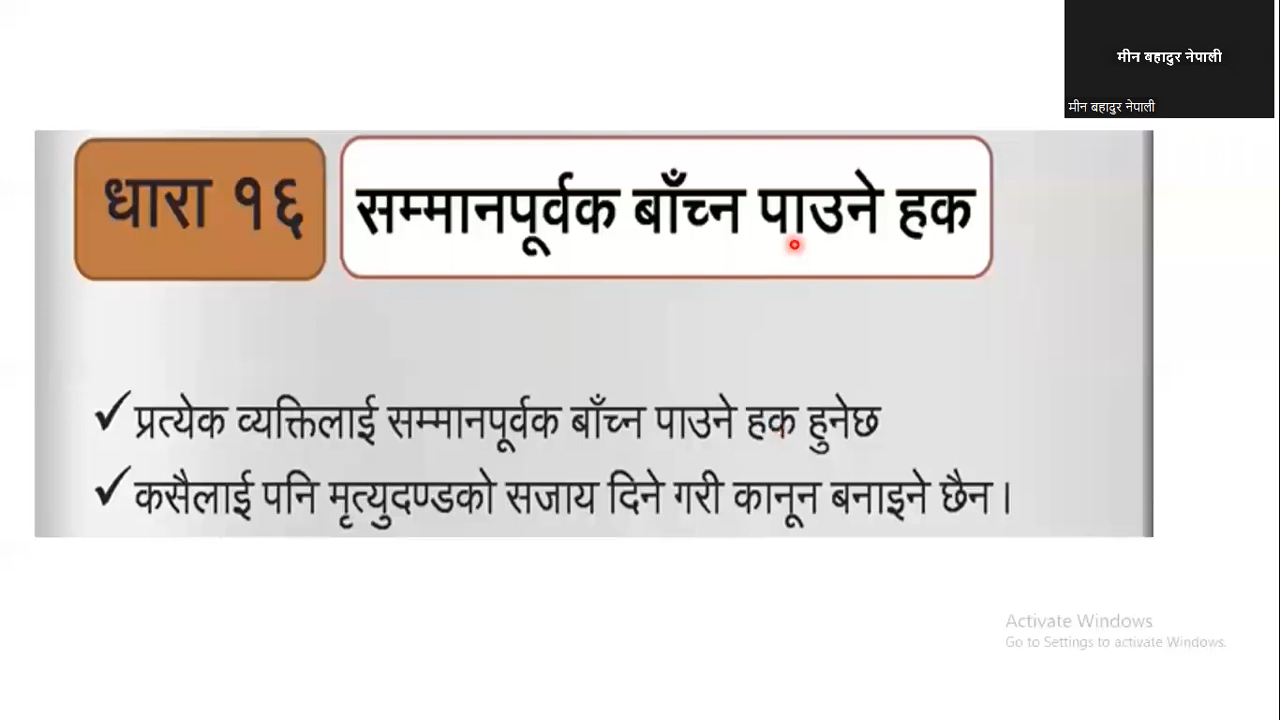 मीन बहादुर नेपाली
मीन बहादुर नेपाली
धारा १६ सम्मानपूर्वक बाँच्न पाउने हक
✓ प्रत्येक व्यक्तिलाई सम्मानपूर्वक बाँच्न पाउने हक हुनेछ
✓ कसैलाई पनि मृत्युदण्डको सजाय दिने गरी कानून बनाइने छैन।
Activate Windows
Go to Settings to activate Windows.